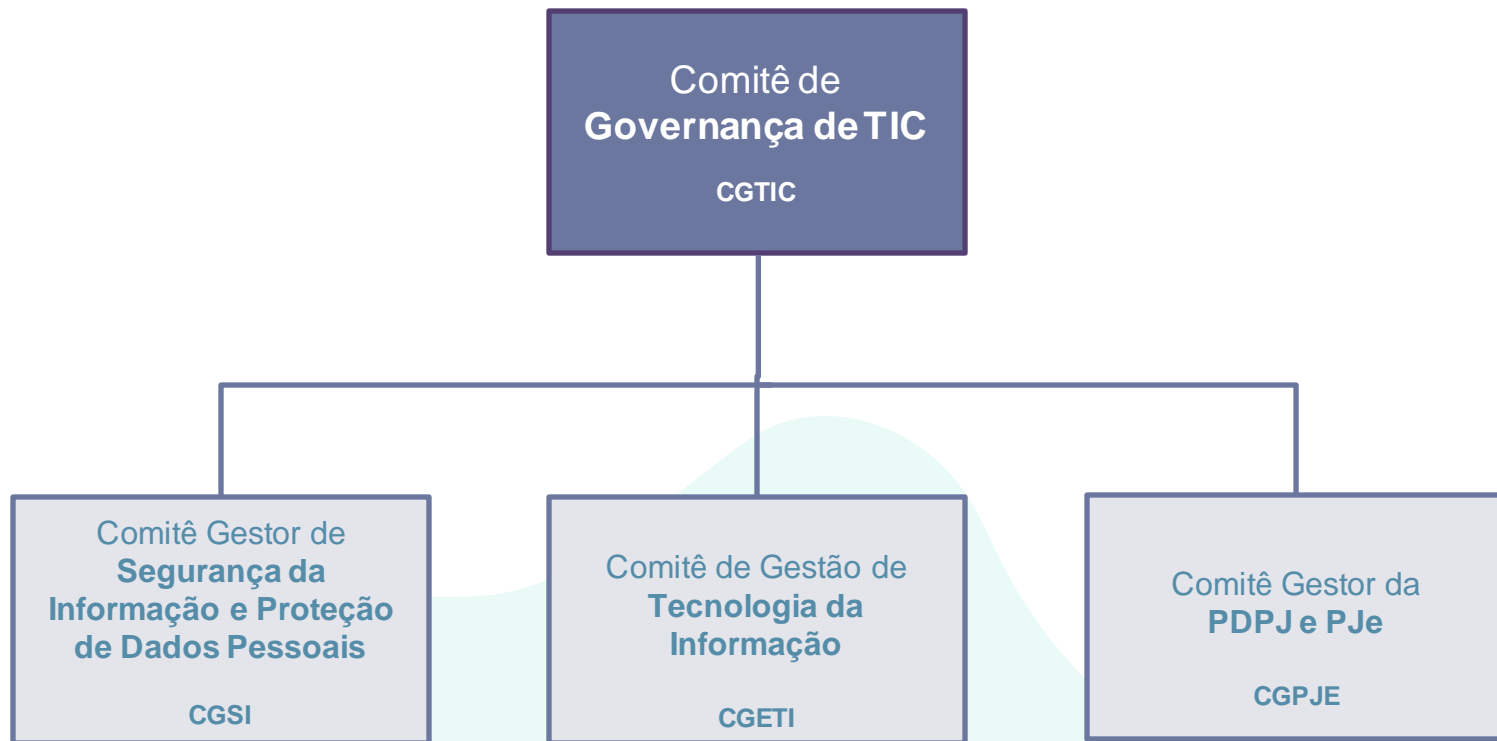 Comitê de
Governança de TIC
CGTIC
Comitê Gestor de
Segurança da
Informação e Proteção
de Dados Pessoais
CGSI
Comitê de Gestão de
Tecnologia da
Informação
CGETI
Comitê Gestor da
PDPJ e PJe
CGPJE